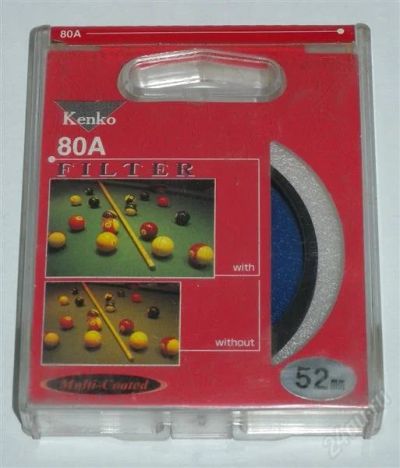 80A
Kenko
80A
FILTER
with
without
Multi-Coated
52mm